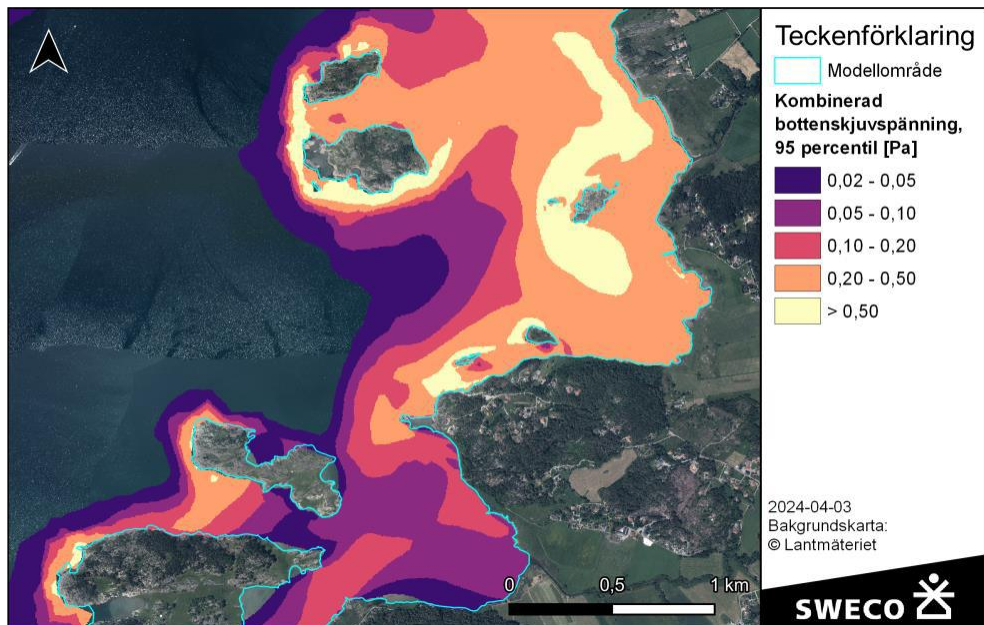 Teckenförklaring
Modellområde
Kombinerad
bottenskjuvspänning,
95 percentil [Pa]
0,02 - 0,05
0,05 - 0,10
0,10 - 0,20
0,20 - 0,50
> 0,50
2024-04-03
Bakgrundskarta:
© Lantmäteriet
0 0,5 1 km
SWECO